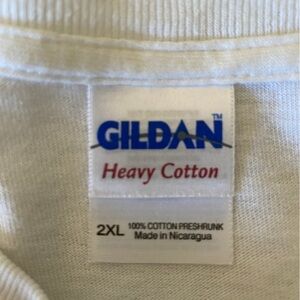 GILDAN™
Heavy Cotton
2XL 100% COTTON PRESHRUNK
Made in Nicaragua